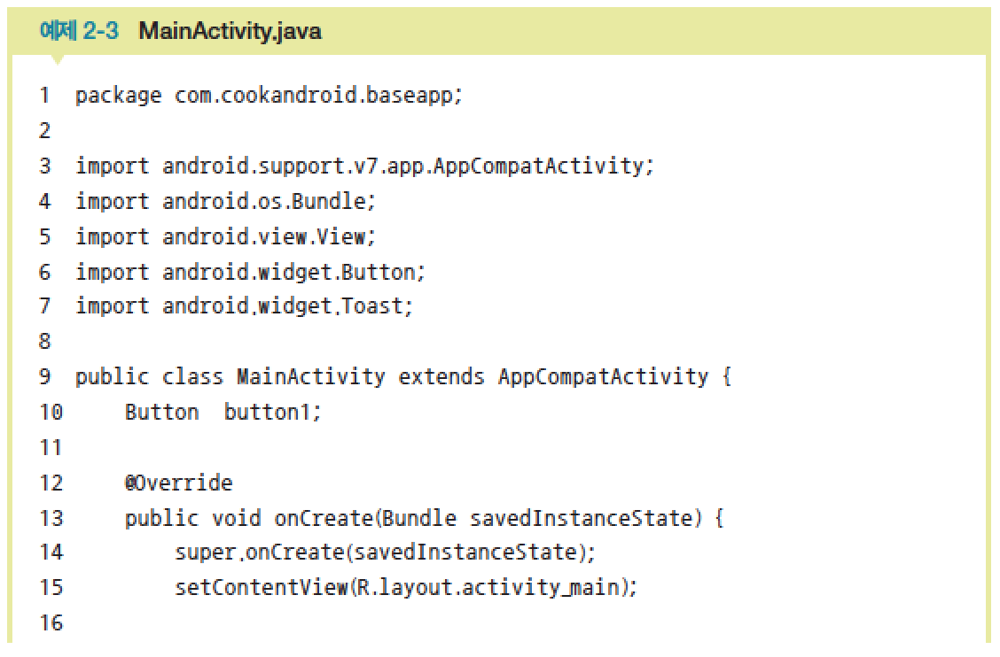 예제 2-3 MainActivity.java
1 package com.cookandroid.baseapp;
2
3 import android.support.v7.app.AppCompatActivity;
4 import android.os.Bundle;
5 import android.view.View;
6 import android.widget.Button;
7 import android.widget.Toast;
8
9 public class MainActivity extends AppCompatActivity {
10     Button  button1;
11
12     @Override
13     public void onCreate(Bundle savedInstanceState) {
14         super.onCreate(savedInstanceState);
15         setContentView(R.layout.activity_main);
16